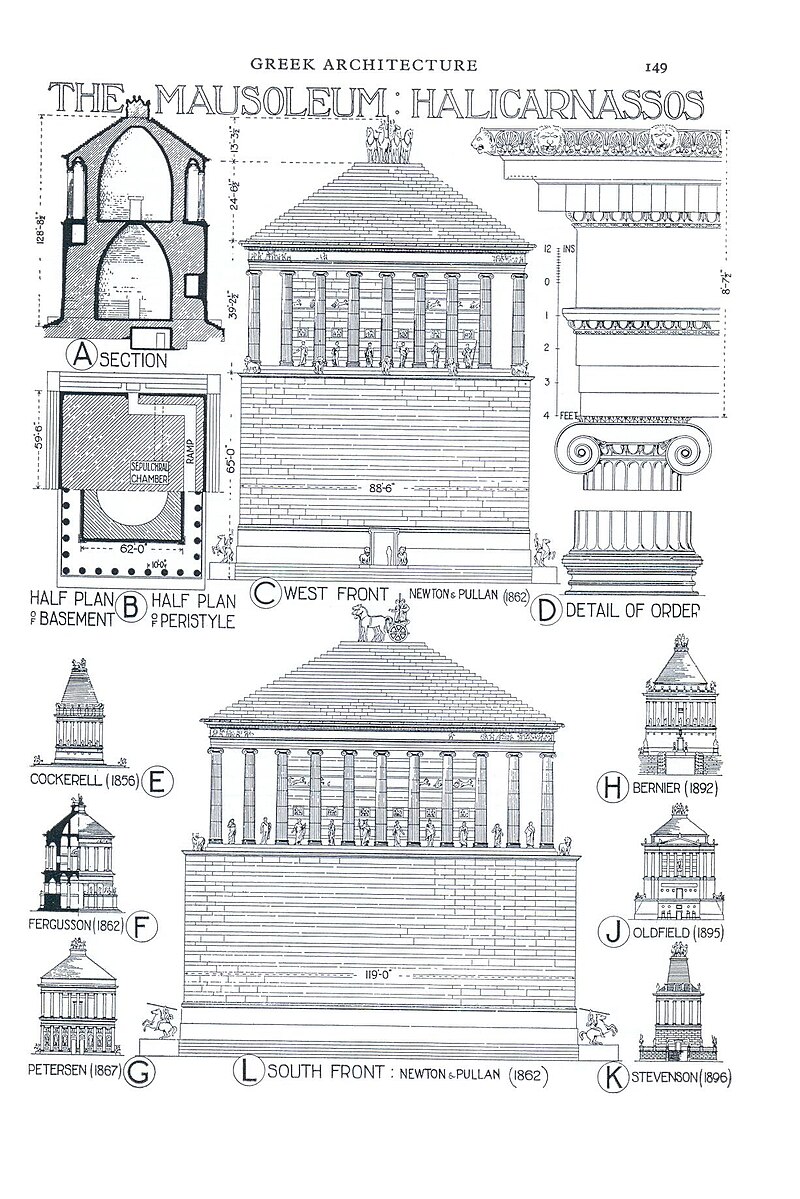 GREEK ARCHITECTURE 149
THE MAUSOLEUM : HALICARNASSOS
13'-3½"
24'-6½"
128'-8½"
39'-2½"
A SECTION
12 INS
0
1
2
3
4 FEET
8'-7½"
59'-6"
RAMP
SEPULCHRAL
CHAMBER
62'-0"
10'-0"
65'-0"
88'-6"
HALF PLAN
OF BASEMENT
B
HALF PLAN
OF PERISTYLE
C WEST FRONT NEWTON & PULLAN (1862)
D DETAIL OF ORDER
COCKERELL (1856) E
FERGUSSON (1862) F
PETERSEN (1867) G
119'-0"
L SOUTH FRONT : NEWTON & PULLAN (1862)
H BERNIER (1892)
J OLDFIELD (1895)
K STEVENSON (1896)